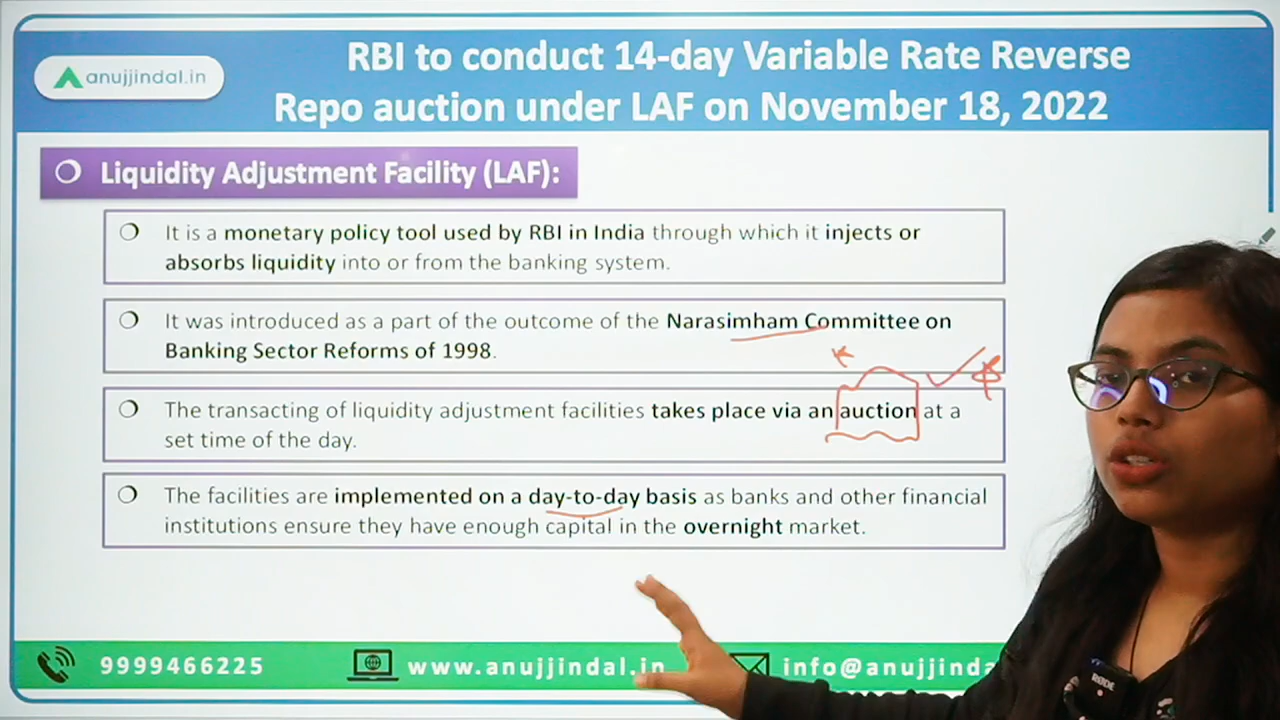 anujjindal.in
RBI to conduct 14-day Variable Rate Reverse
Repo auction under LAF on November 18, 2022
Liquidity Adjustment Facility (LAF):
It is a monetary policy tool used by RBI in India through which it injects or
absorbs liquidity into or from the banking system.
It was introduced as a part of the outcome of the Narasimham Committee on
Banking Sector Reforms of 1998.
The transacting of liquidity adjustment facilities takes place via an auction at a
set time of the day.
The facilities are implemented on a day-to-day basis as banks and other financial
institutions ensure they have enough capital in the overnight market.
9999466225
www.anujjindal.in
info@anujjinda
RØDE